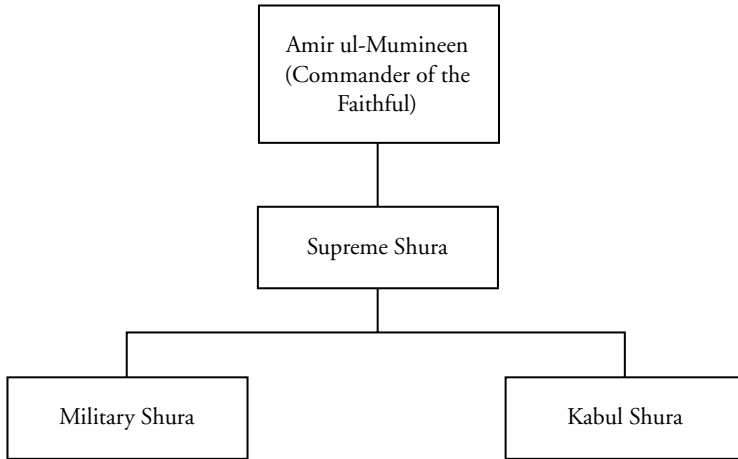 Amir ul-Mumineen
(Commander of the
Faithful)
Supreme Shura
Military Shura
Kabul Shura